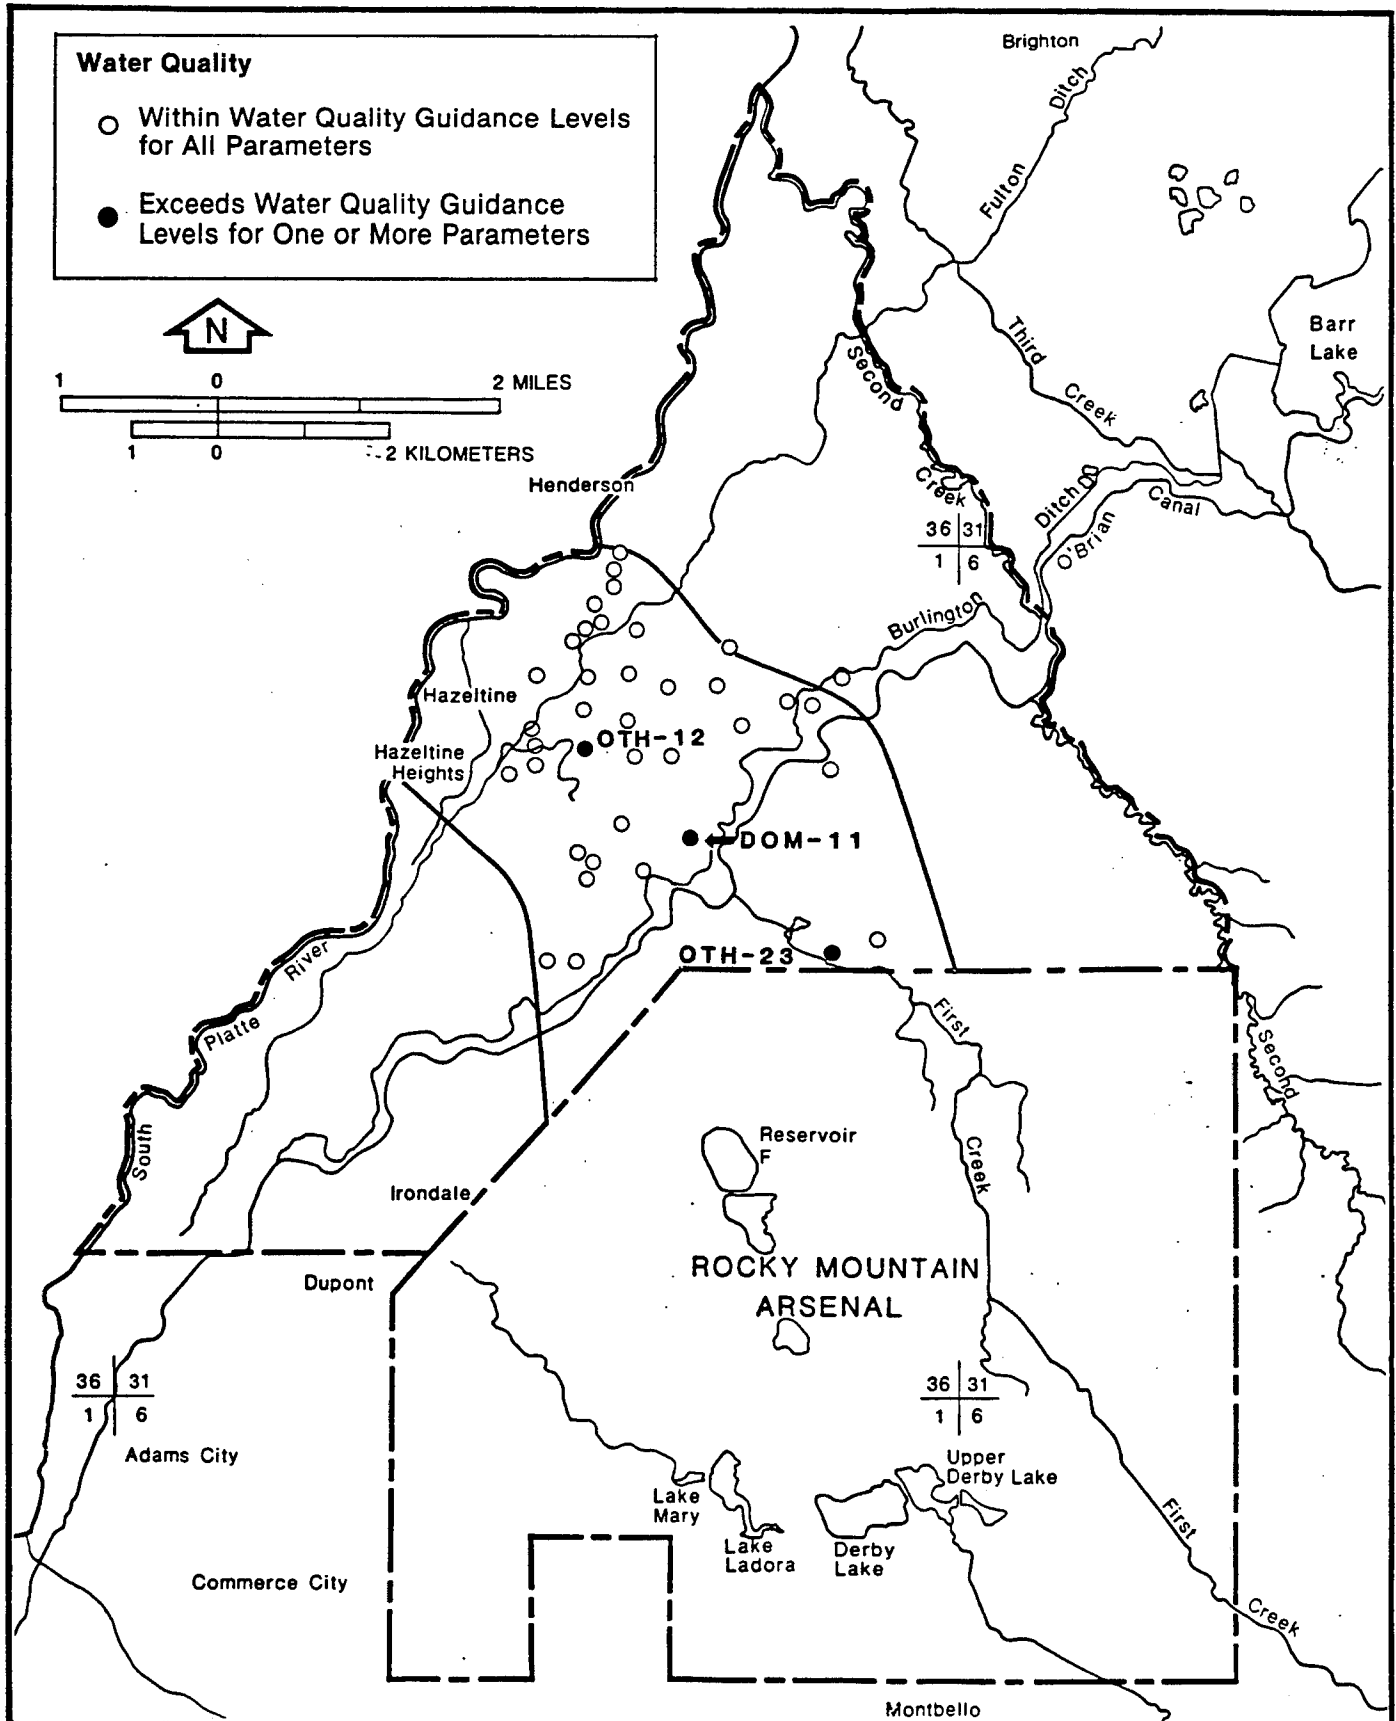 Water Quality
Within Water Quality Guidance Levels
for All Parameters
Exceeds Water Quality Guidance
Levels for One or More Parameters
N
1 0 2 MILES
1 0 2 KILOMETERS
Brighton
Fulton Ditch
Barr
Lake
Third Creek
Second Creek
Henderson
36 31
1 6
Ditch
O'Brian Canal
Burlington
Hazeltine
Hazeltine
Heights
OTH-12
DOM-11
OTH-23
South Platte River
First Creek
Second
Reservoir
F
Irondale
ROCKY MOUNTAIN
ARSENAL
Dupont
36 31
1 6
Adams City
36 31
1 6
Upper
Derby Lake
Lake
Mary
Lake
Ladora
Derby
Lake
First Creek
Commerce City
Montbello